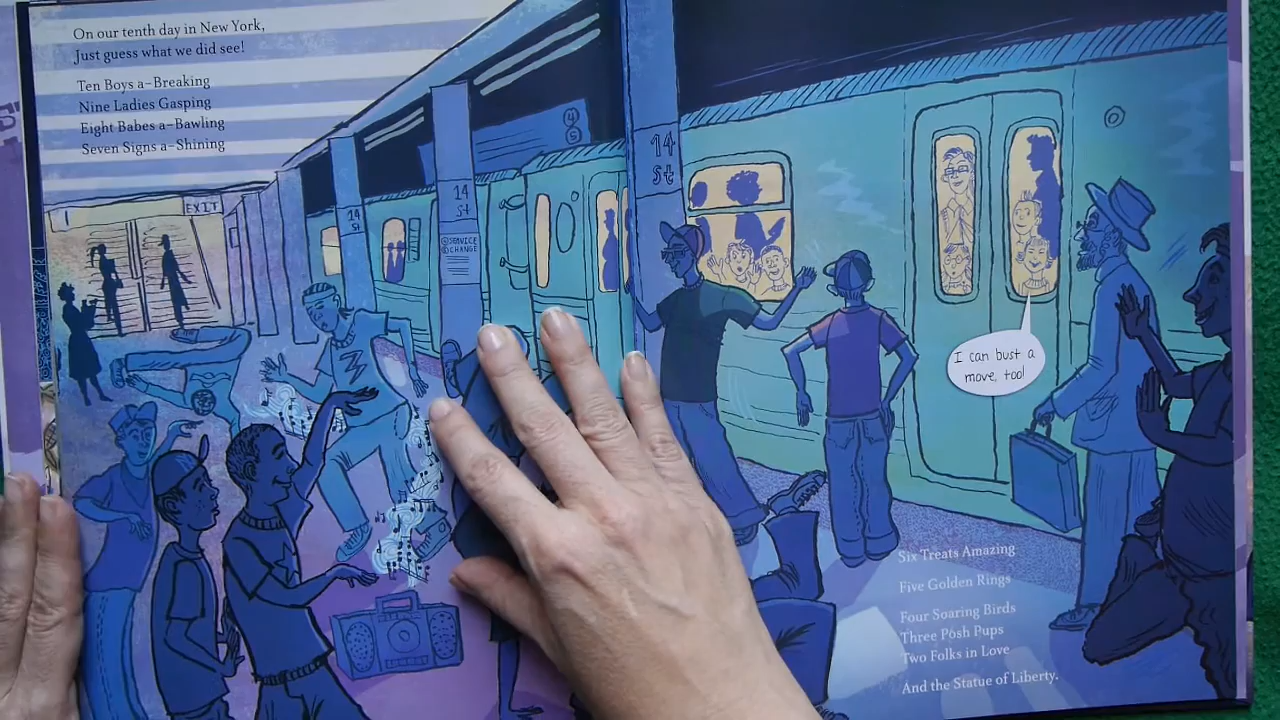 On our tenth day in New York,
Just guess what we did see!
Ten Boys a–Breaking
Nine Ladies Gasping
Eight Babes a–Bawling
Seven Signs a–Shining
EXIT
14
St
14
St
SERVICE
CHANGE
4
5
14
St
I can bust a
move, too!
Six Treats Amazing
Five Golden Rings
Four Soaring Birds
Three Posh Pups
Two Folks in Love
And the Statue of Liberty.